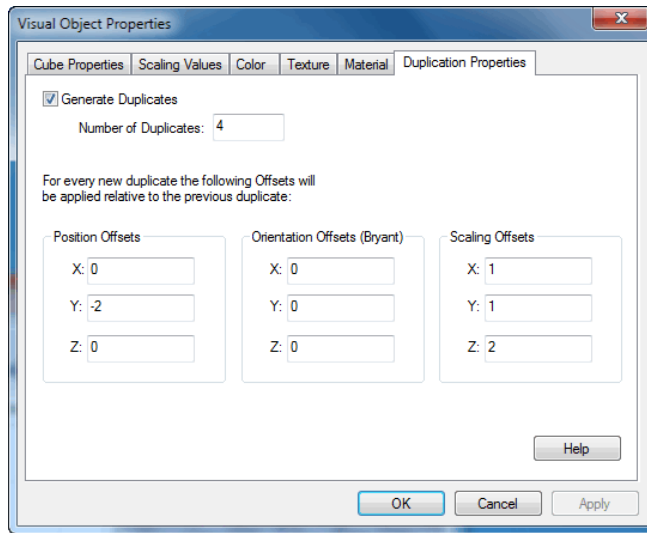 Visual Object Properties
Cube Properties Scaling Values Color Texture Material Duplication Properties
Generate Duplicates
Number of Duplicates: 4
For every new duplicate the following Offsets will
be applied relative to the previous duplicate:
Position Offsets Orientation Offsets (Bryant) Scaling Offsets
X: 0 X: 0 X: 1
Y: -2 Y: 0 Y: 1
Z: 0 Z: 0 Z: 2
Help
OK Cancel Apply